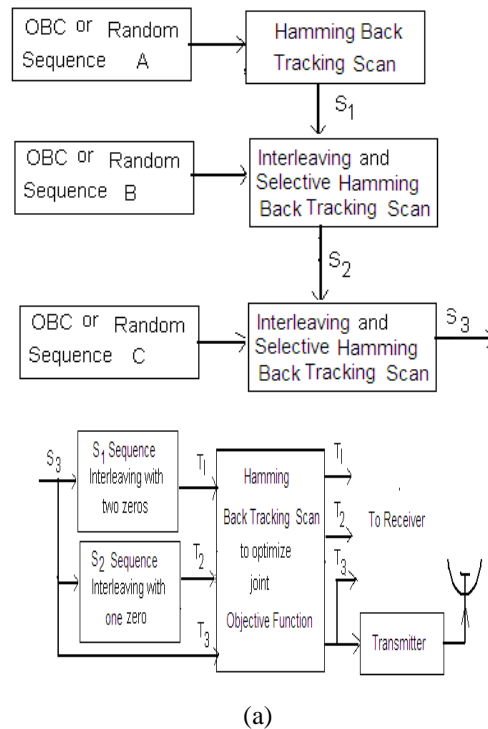 OBC or Random
Sequence A
Hamming Back
Tracking Scan
S1
OBC or Random
Sequence B
Interleaving and
Selective Hamming
Back Tracking Scan
S2
OBC or Random
Sequence C
Interleaving and
Selective Hamming
Back Tracking Scan
S3
S3
S1 Sequence
Interleaving with
two zeros
T1
S2 Sequence
Interleaving with
one zero
T2
T3
Hamming
Back Tracking Scan
to optimize
joint
Objective Function
T1
T2
T3
To Receiver
Transmitter
(a)